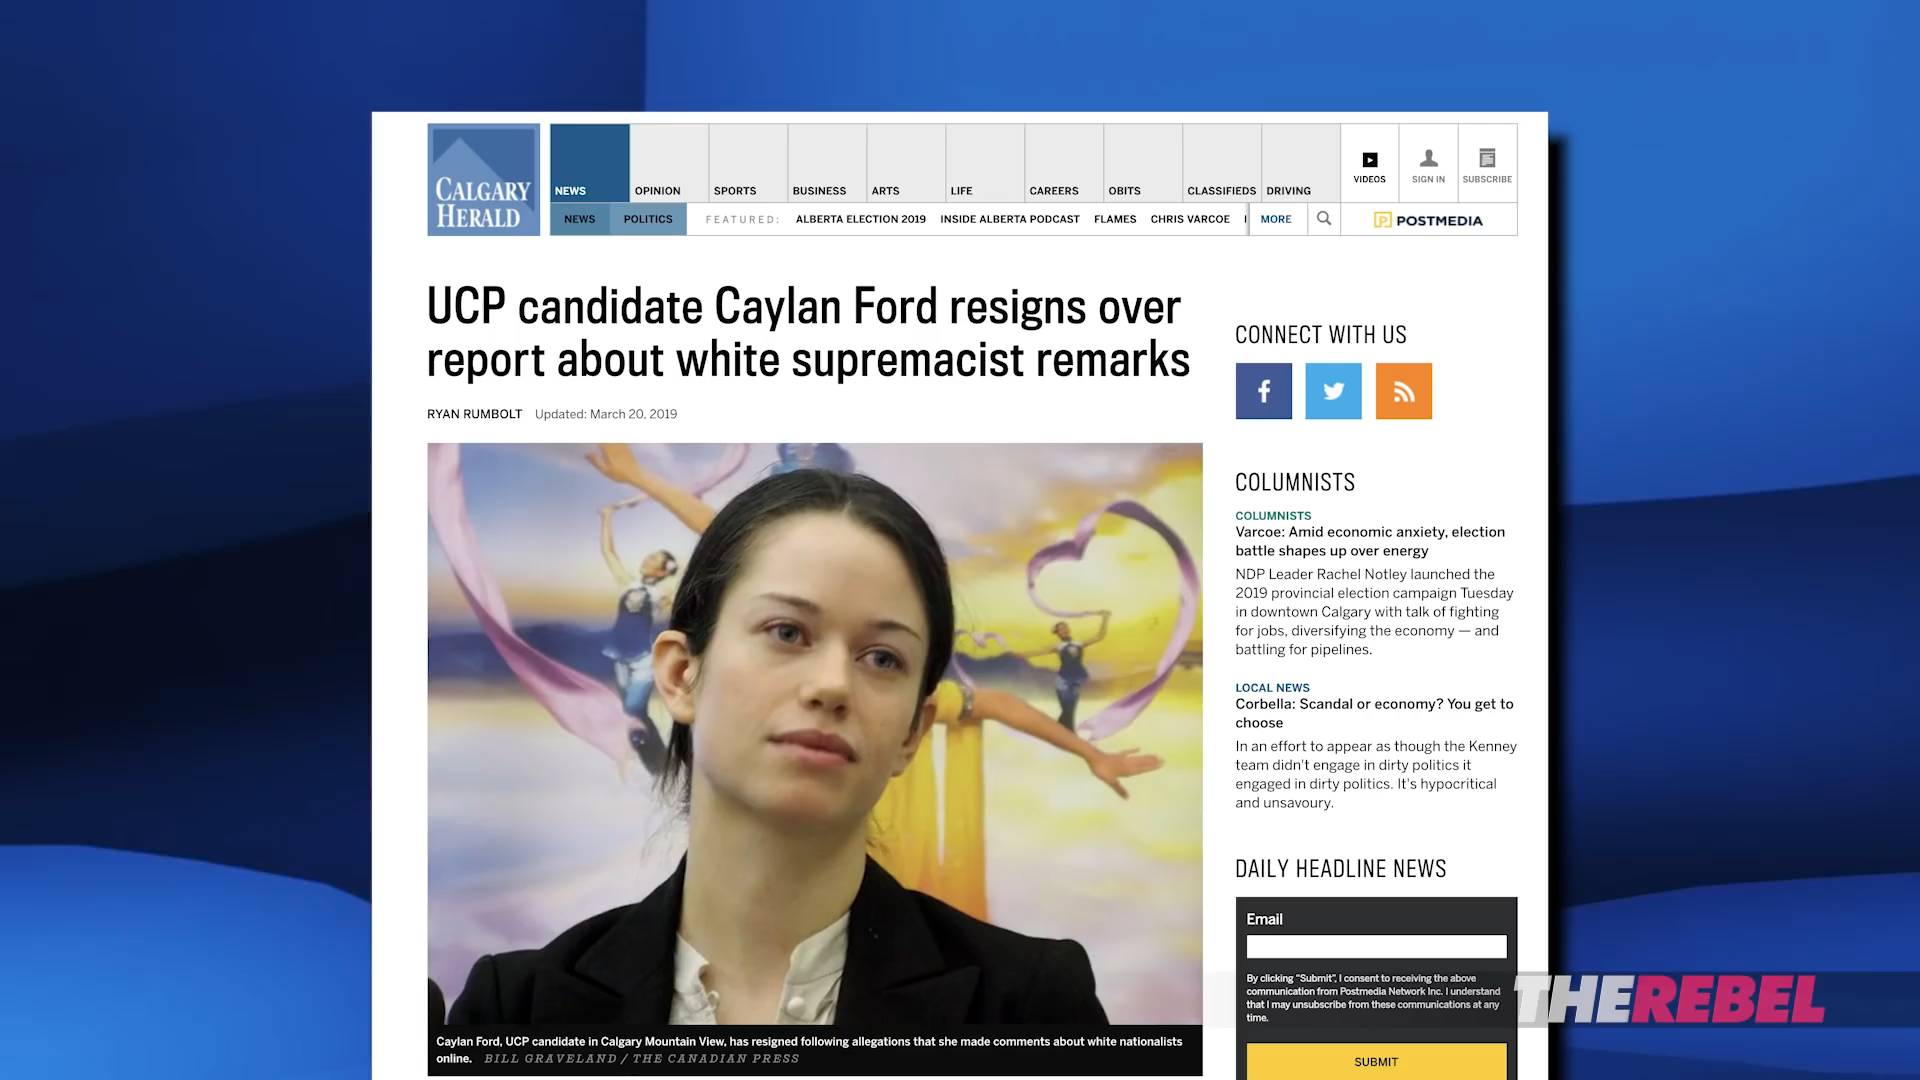 CALGARY
HERALD
NEWS
OPINION
SPORTS
BUSINESS
ARTS
LIFE
CAREERS
OBITS
CLASSIFIEDS
DRIVING
VIDEOS
SIGN IN
SUBSCRIBE
NEWS
POLITICS
FEATURED:
ALBERTA ELECTION 2019
INSIDE ALBERTA PODCAST
FLAMES
CHRIS VARCOE
MORE
POSTMEDIA
UCP candidate Caylan Ford resigns over
report about white supremacist remarks
RYAN RUMBOLT Updated: March 20, 2019
Caylan Ford, UCP candidate in Calgary Mountain View, has resigned following allegations that she made comments about white nationalists
online. BILL GRAVELAND / THE CANADIAN PRESS
CONNECT WITH US
COLUMNISTS
COLUMNISTS
Varcoe: Amid economic anxiety, election
battle shapes up over energy
NDP Leader Rachel Notley launched the
2019 provincial election campaign Tuesday
in downtown Calgary with talk of fighting
for jobs, diversifying the economy — and
battling for pipelines.
LOCAL NEWS
Corbella: Scandal or economy? You get to
choose
In an effort to appear as though the Kenney
team didn't engage in dirty politics it
engaged in dirty politics. It's hypocritical
and unsavoury.
DAILY HEADLINE NEWS
Email
By clicking "Submit", I consent to receiving the above
communication from Postmedia Network Inc. I understand
that I may unsubscribe from these communications at any
time.
SUBMIT
THEREBEL